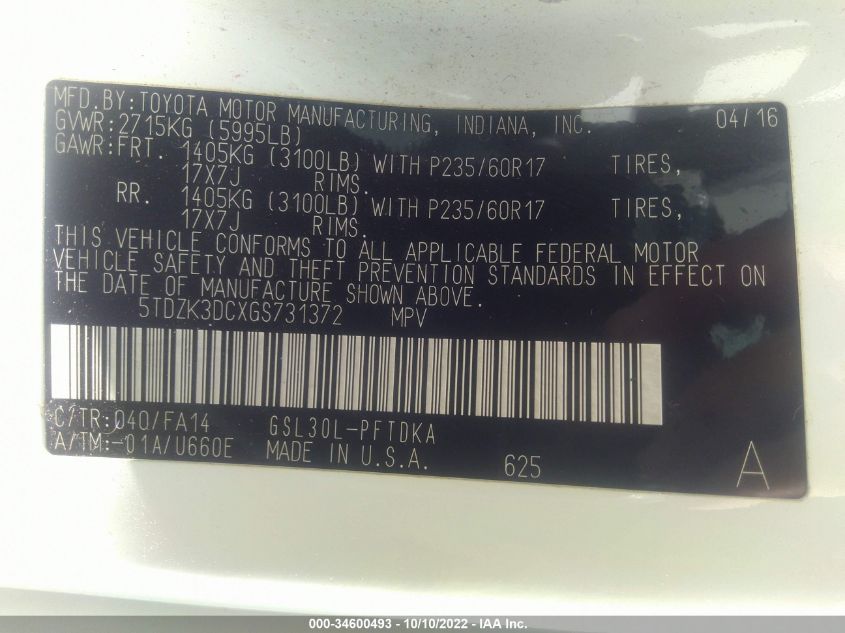 MFD.BY:TOYOTA MOTOR MANUFACTURING, INDIANA, INC. 04/16
GVWR:2715KG (5995LB)
GAWR:FRT. 1405KG (3100LB) WITH P235/60R17 TIRES,
17X7J RIMS.
RR. 1405KG (3100LB) WITH P235/60R17 TIRES,
17X7J RIMS.
THIS VEHICLE CONFORMS TO ALL APPLICABLE FEDERAL MOTOR
VEHICLE SAFETY AND THEFT PREVENTION STANDARDS IN EFFECT ON
THE DATE OF MANUFACTURE SHOWN ABOVE.
5TDZK3DCXGS731372 MPV
C/TR:040/FA14 GSL30L-PFTDKA
A/TM:-01A/U660E MADE IN U.S.A. 625 A
000-34600493 - 10/10/2022 - IAA Inc.